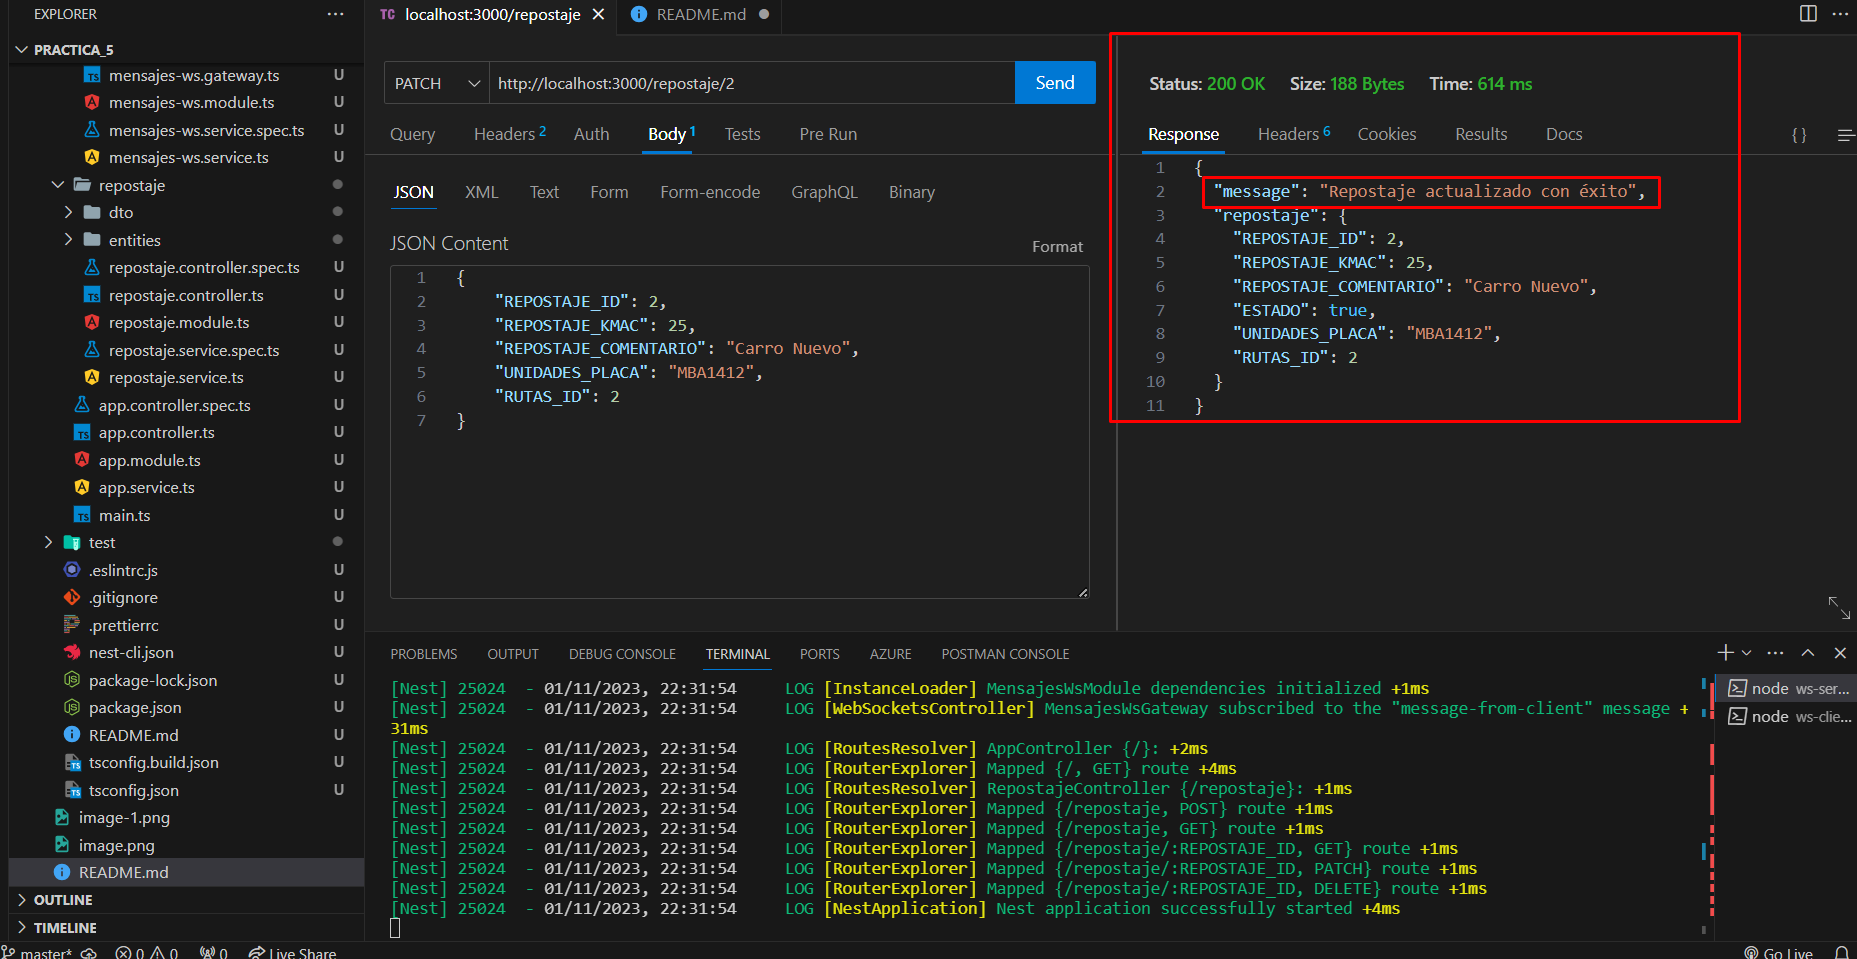 EXPLORER
PRACTICA_5
mensajes-ws.gateway.ts U
mensajes-ws.module.ts U
mensajes-ws.service.spec.ts U
mensajes-ws.service.ts U
repostaje
dto
entities
repostaje.controller.spec.ts U
repostaje.controller.ts U
repostaje.module.ts U
repostaje.service.spec.ts U
repostaje.service.ts U
app.controller.spec.ts U
app.controller.ts U
app.module.ts U
app.service.ts U
main.ts U
test
.eslintrc.js U
.gitignore U
.prettierrc U
nest-cli.json U
package-lock.json U
package.json U
README.md U
tsconfig.build.json U
tsconfig.json U
image-1.png
image.png
README.md
OUTLINE
TIMELINE
TC localhost:3000/repostaje
README.md
PATCH http://localhost:3000/repostaje/2 Send
Query Headers 2 Auth Body 1 Tests Pre Run
JSON XML Text Form Form-encode GraphQL Binary
JSON Content Format
1 {
2 "REPOSTAJE_ID": 2,
3 "REPOSTAJE_KMAC": 25,
4 "REPOSTAJE_COMENTARIO": "Carro Nuevo",
5 "UNIDADES_PLACA": "MBA1412",
6 "RUTAS_ID": 2
7 }
Status: 200 OK Size: 188 Bytes Time: 614 ms
Response Headers 6 Cookies Results Docs { }
1 {
2 "message": "Repostaje actualizado con éxito",
3 "repostaje": {
4 "REPOSTAJE_ID": 2,
5 "REPOSTAJE_KMAC": 25,
6 "REPOSTAJE_COMENTARIO": "Carro Nuevo",
7 "ESTADO": true,
8 "UNIDADES_PLACA": "MBA1412",
9 "RUTAS_ID": 2
10 }
11 }
PROBLEMS OUTPUT DEBUG CONSOLE TERMINAL PORTS AZURE POSTMAN CONSOLE
[Nest] 25024 - 01/11/2023, 22:31:54 LOG [InstanceLoader] MensajesWsModule dependencies initialized +1ms
[Nest] 25024 - 01/11/2023, 22:31:54 LOG [WebSocketsController] MensajesWsGateway subscribed to the "message-from-client" message +
31ms
[Nest] 25024 - 01/11/2023, 22:31:54 LOG [RoutesResolver] AppController {/}: +2ms
[Nest] 25024 - 01/11/2023, 22:31:54 LOG [RouterExplorer] Mapped {/, GET} route +4ms
[Nest] 25024 - 01/11/2023, 22:31:54 LOG [RoutesResolver] RepostajeController {/repostaje}: +1ms
[Nest] 25024 - 01/11/2023, 22:31:54 LOG [RouterExplorer] Mapped {/repostaje, POST} route +1ms
[Nest] 25024 - 01/11/2023, 22:31:54 LOG [RouterExplorer] Mapped {/repostaje, GET} route +1ms
[Nest] 25024 - 01/11/2023, 22:31:54 LOG [RouterExplorer] Mapped {/repostaje/:REPOSTAJE_ID, GET} route +1ms
[Nest] 25024 - 01/11/2023, 22:31:54 LOG [RouterExplorer] Mapped {/repostaje/:REPOSTAJE_ID, PATCH} route +1ms
[Nest] 25024 - 01/11/2023, 22:31:54 LOG [RouterExplorer] Mapped {/repostaje/:REPOSTAJE_ID, DELETE} route +1ms
[Nest] 25024 - 01/11/2023, 22:31:54 LOG [NestApplication] Nest application successfully started +4ms
node ws-ser...
node ws-clie...
master* 0 0 0 Live Share Go Live